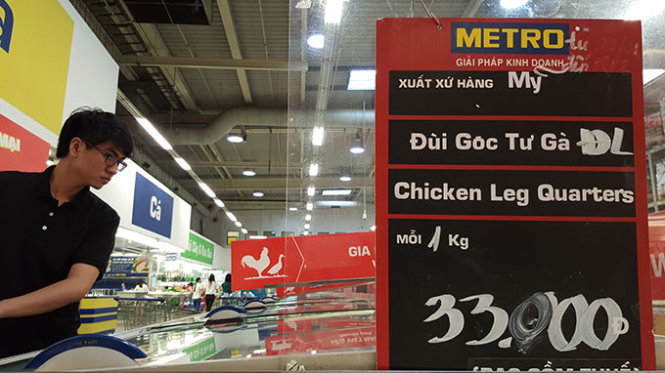 METRO
GIẢI PHÁP KINH DOANH
XUẤT XỨ HÀNG Mỹ
Đùi Góc Tư Gà ĐL
Chicken Leg Quarters
MỖI 1 Kg
33.000
MẠI
Cá
GIA